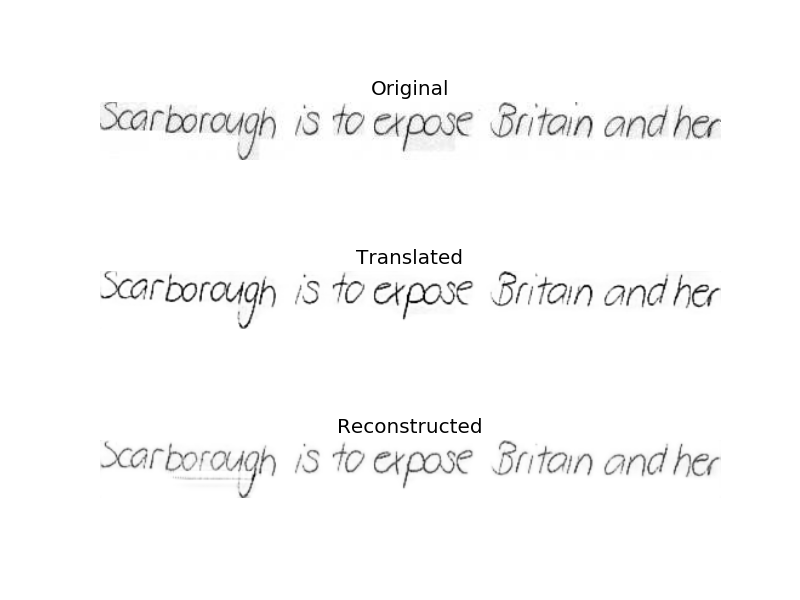 Original
Scarborough is to expose Britain and her
Translated
Scarborough is to expose Britain and her
Reconstructed
Scarborough is to expose Britain and her